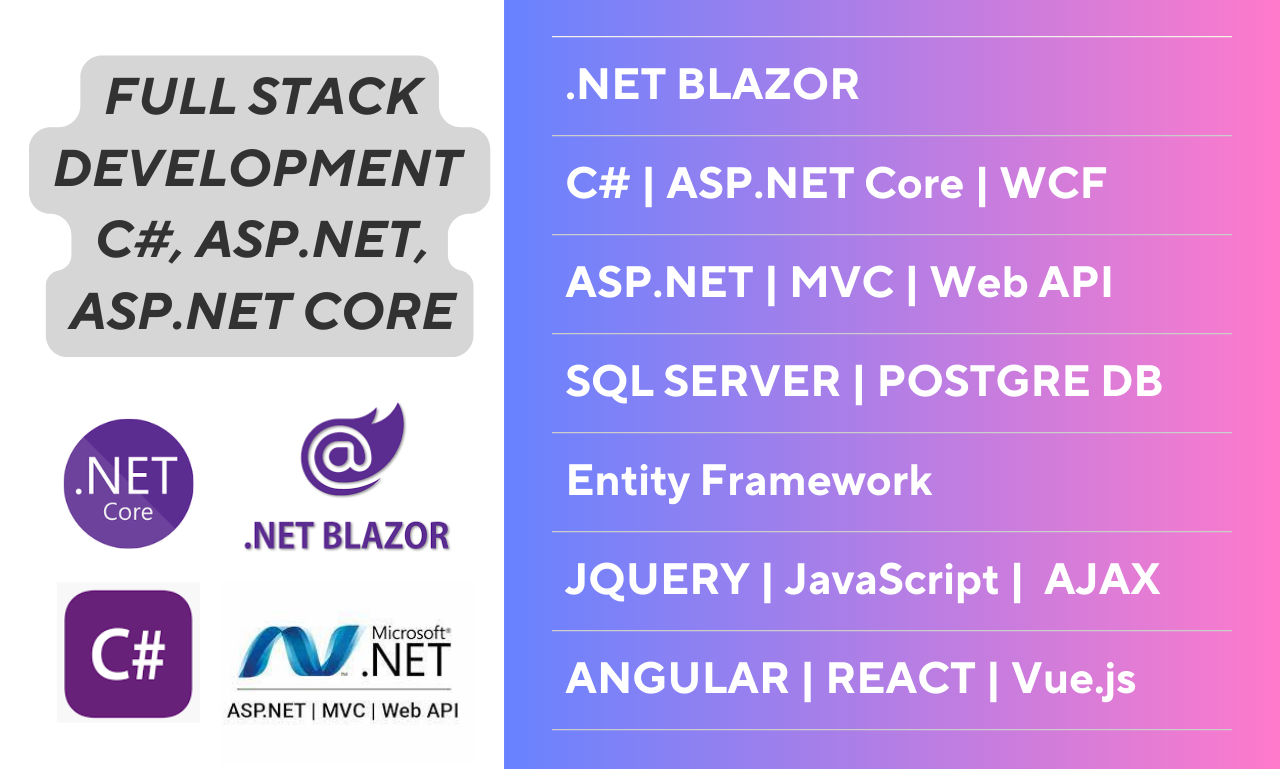 FULL STACK
DEVELOPMENT
C#, ASP.NET,
ASP.NET CORE
.NET
Core
@
.NET BLAZOR
C#
Microsoft®
.NET
™
ASP.NET | MVC | Web API
.NET BLAZOR
C# | ASP.NET Core | WCF
ASP.NET | MVC | Web API
SQL SERVER | POSTGRE DB
Entity Framework
JQUERY | JavaScript | AJAX
ANGULAR | REACT | Vue.js